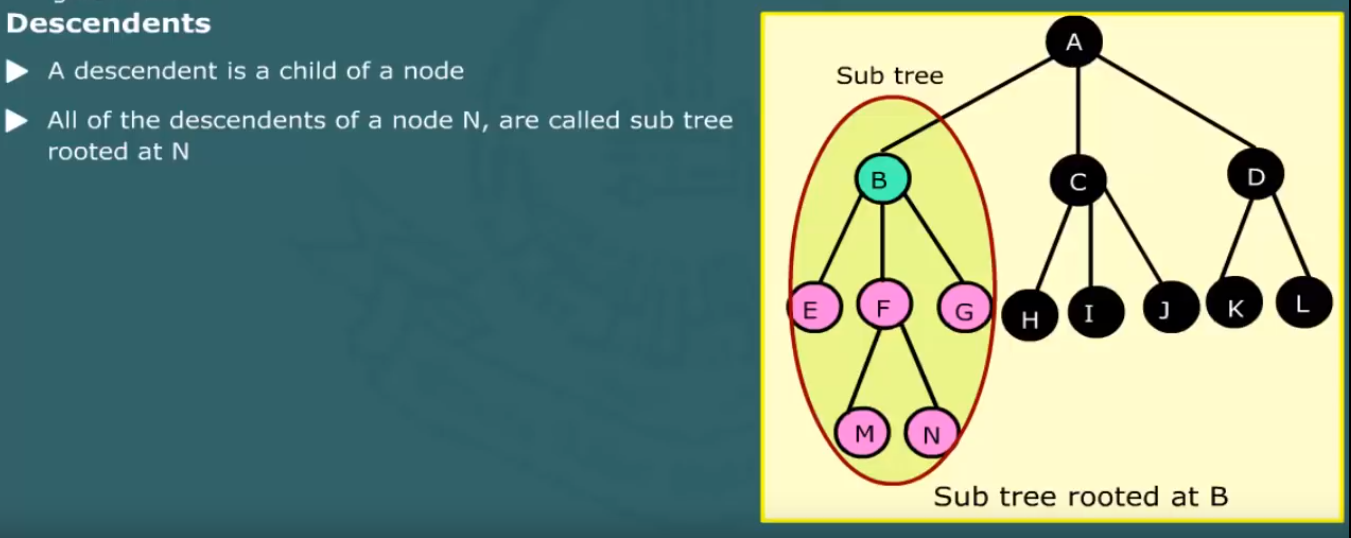 Descendents
A descendent is a child of a node
All of the descendents of a node N, are called sub tree
rooted at N
Sub tree
A
B
C
D
E
F
G
H
I
J
K
L
M
N
Sub tree rooted at B